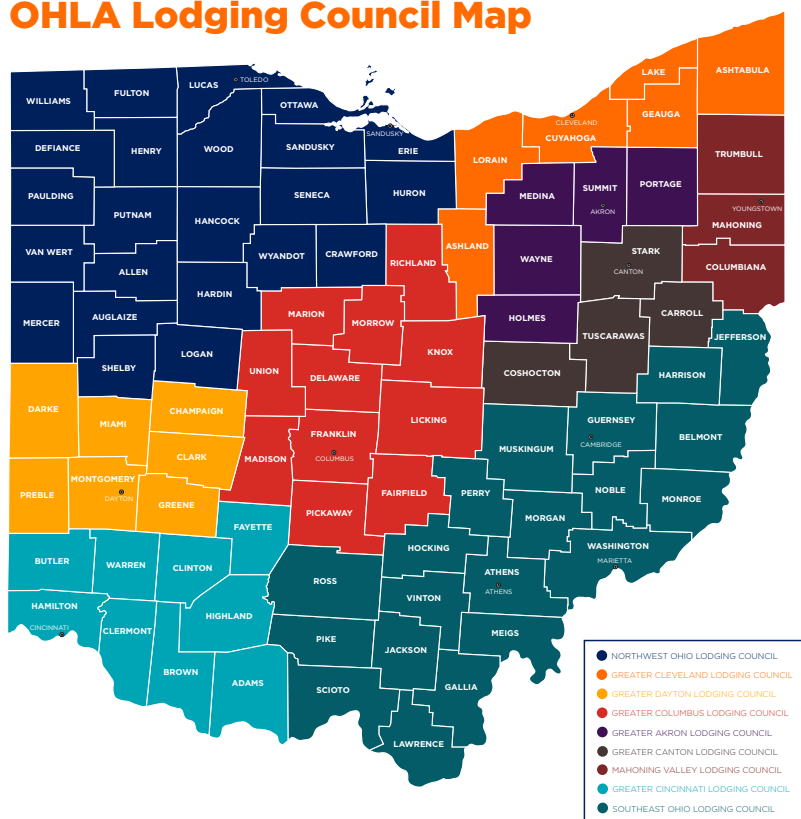 OHLA Lodging Council Map
ASHTABULA
LAKE
LUCAS
TOLEDO
FULTON
WILLIAMS
OTTAWA
GEAUGA
CLEVELAND
CUYAHOGA
SANDUSKY
DEFIANCE
HENRY
WOOD
SANDUSKY
ERIE
LORAIN
TRUMBULL
PAULDING
SENECA
HURON
MEDINA
SUMMIT
PORTAGE
AKRON
YOUNGSTOWN
PUTNAM
HANCOCK
MAHONING
VAN WERT
WYANDOT
CRAWFORD
RICHLAND
ASHLAND
WAYNE
STARK
CANTON
COLUMBIANA
ALLEN
HARDIN
MERCER
AUGLAIZE
MARION
MORROW
HOLMES
CARROLL
TUSCARAWAS
JEFFERSON
LOGAN
SHELBY
UNION
KNOX
DELAWARE
COSHOCTON
HARRISON
DARKE
MIAMI
CHAMPAIGN
LICKING
GUERNSEY
CAMBRIDGE
BELMONT
FRANKLIN
COLUMBUS
MUSKINGUM
CLARK
MADISON
MONTGOMERY
DAYTON
PREBLE
GREENE
FAIRFIELD
PERRY
NOBLE
MONROE
PICKAWAY
FAYETTE
MORGAN
WASHINGTON
MARIETTA
HOCKING
BUTLER
WARREN
CLINTON
ROSS
ATHENS
ATHENS
VINTON
HAMILTON
CINCINNATI
CLERMONT
HIGHLAND
PIKE
JACKSON
MEIGS
BROWN
ADAMS
SCIOTO
GALLIA
LAWRENCE
NORTHWEST OHIO LODGING COUNCIL
GREATER CLEVELAND LODGING COUNCIL
GREATER DAYTON LODGING COUNCIL
GREATER COLUMBUS LODGING COUNCIL
GREATER AKRON LODGING COUNCIL
GREATER CANTON LODGING COUNCIL
MAHONING VALLEY LODGING COUNCIL
GREATER CINCINNATI LODGING COUNCIL
SOUTHEAST OHIO LODGING COUNCIL